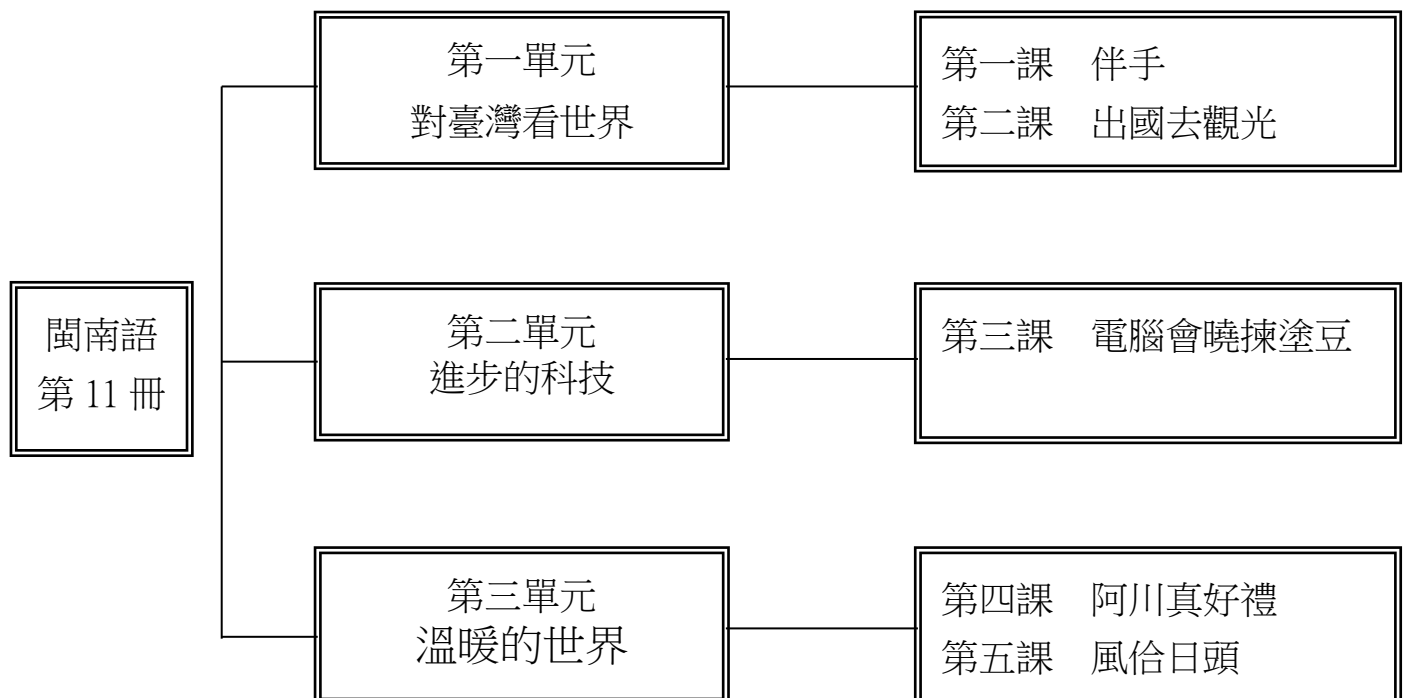 閩南語
第 11 冊
第一單元
對臺灣看世界
第一課　伴手
第二課　出國去觀光
第二單元
進步的科技
第三課　電腦會曉揀塗豆
第三單元
溫暖的世界
第四課　阿川真好禮
第五課　風佮日頭